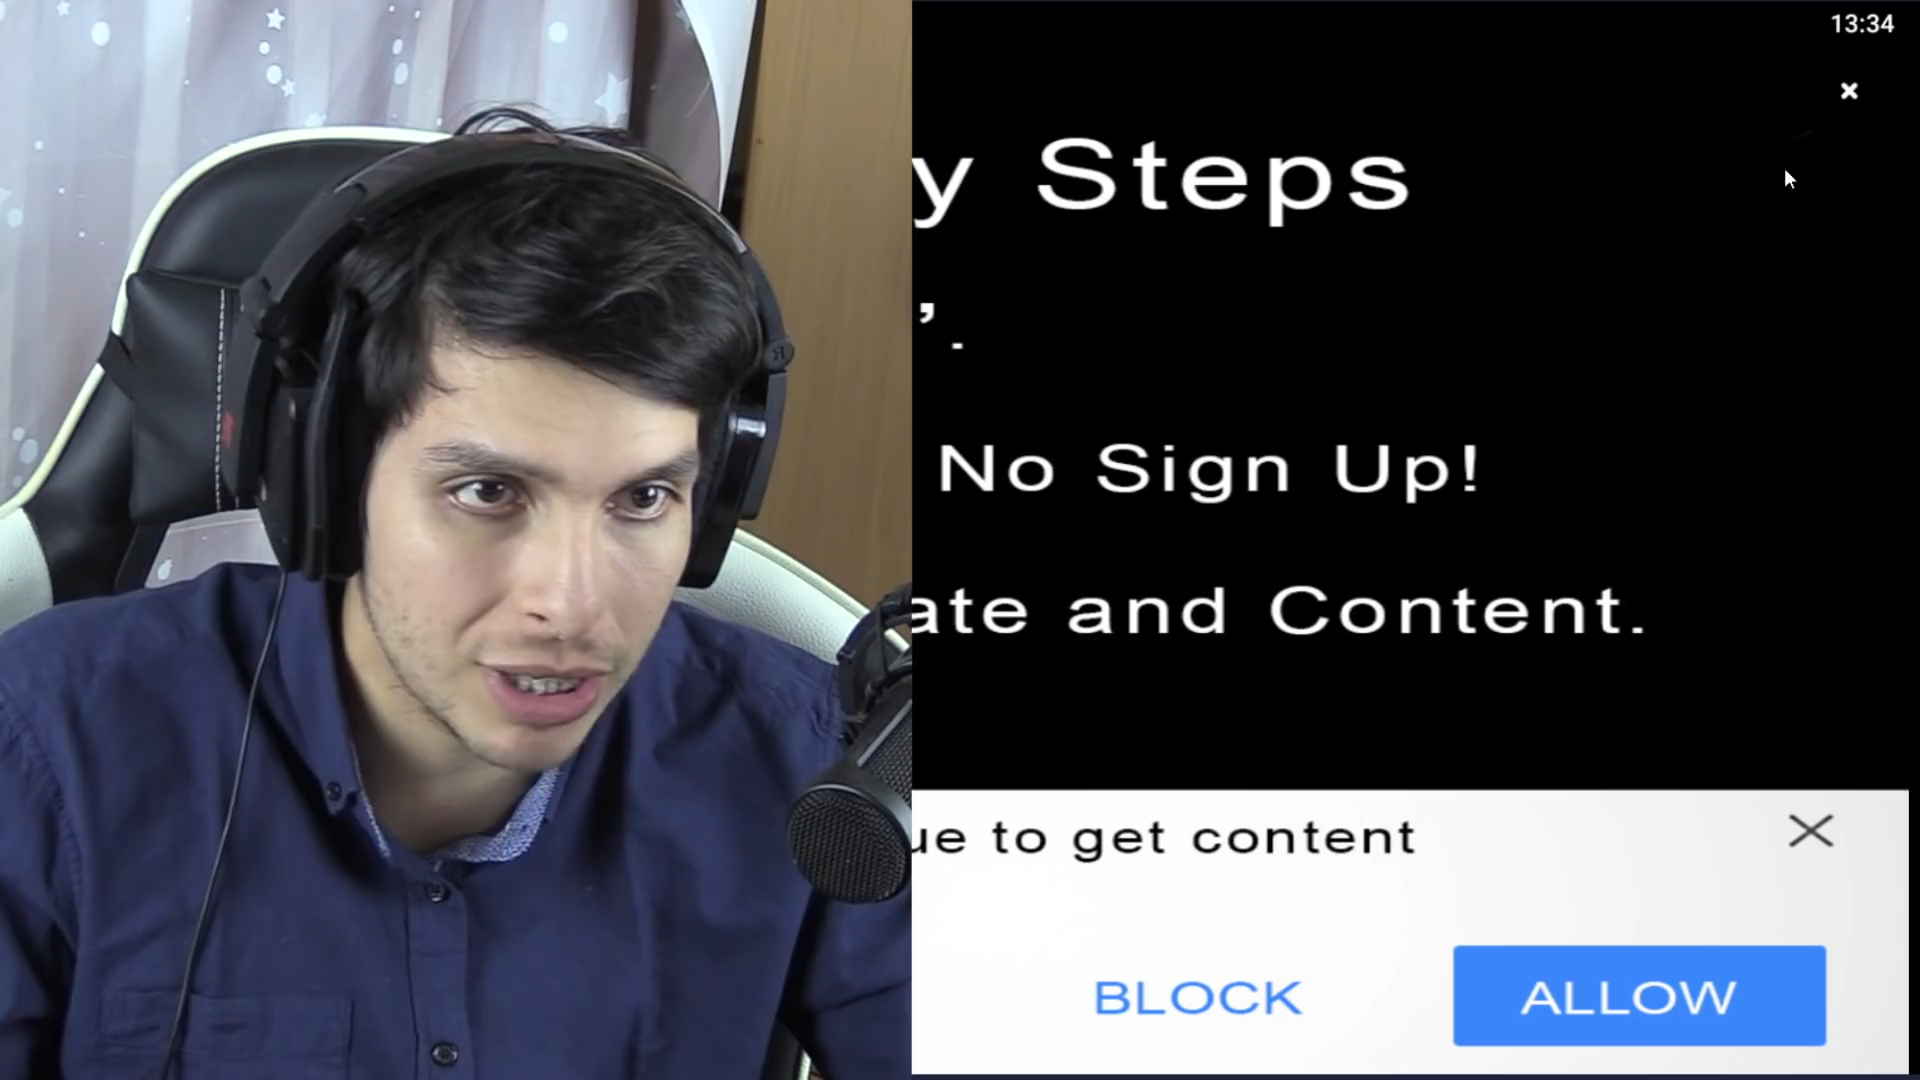 13:34
y Steps
’.
No Sign Up!
ate and Content.
ue to get content
BLOCK ALLOW